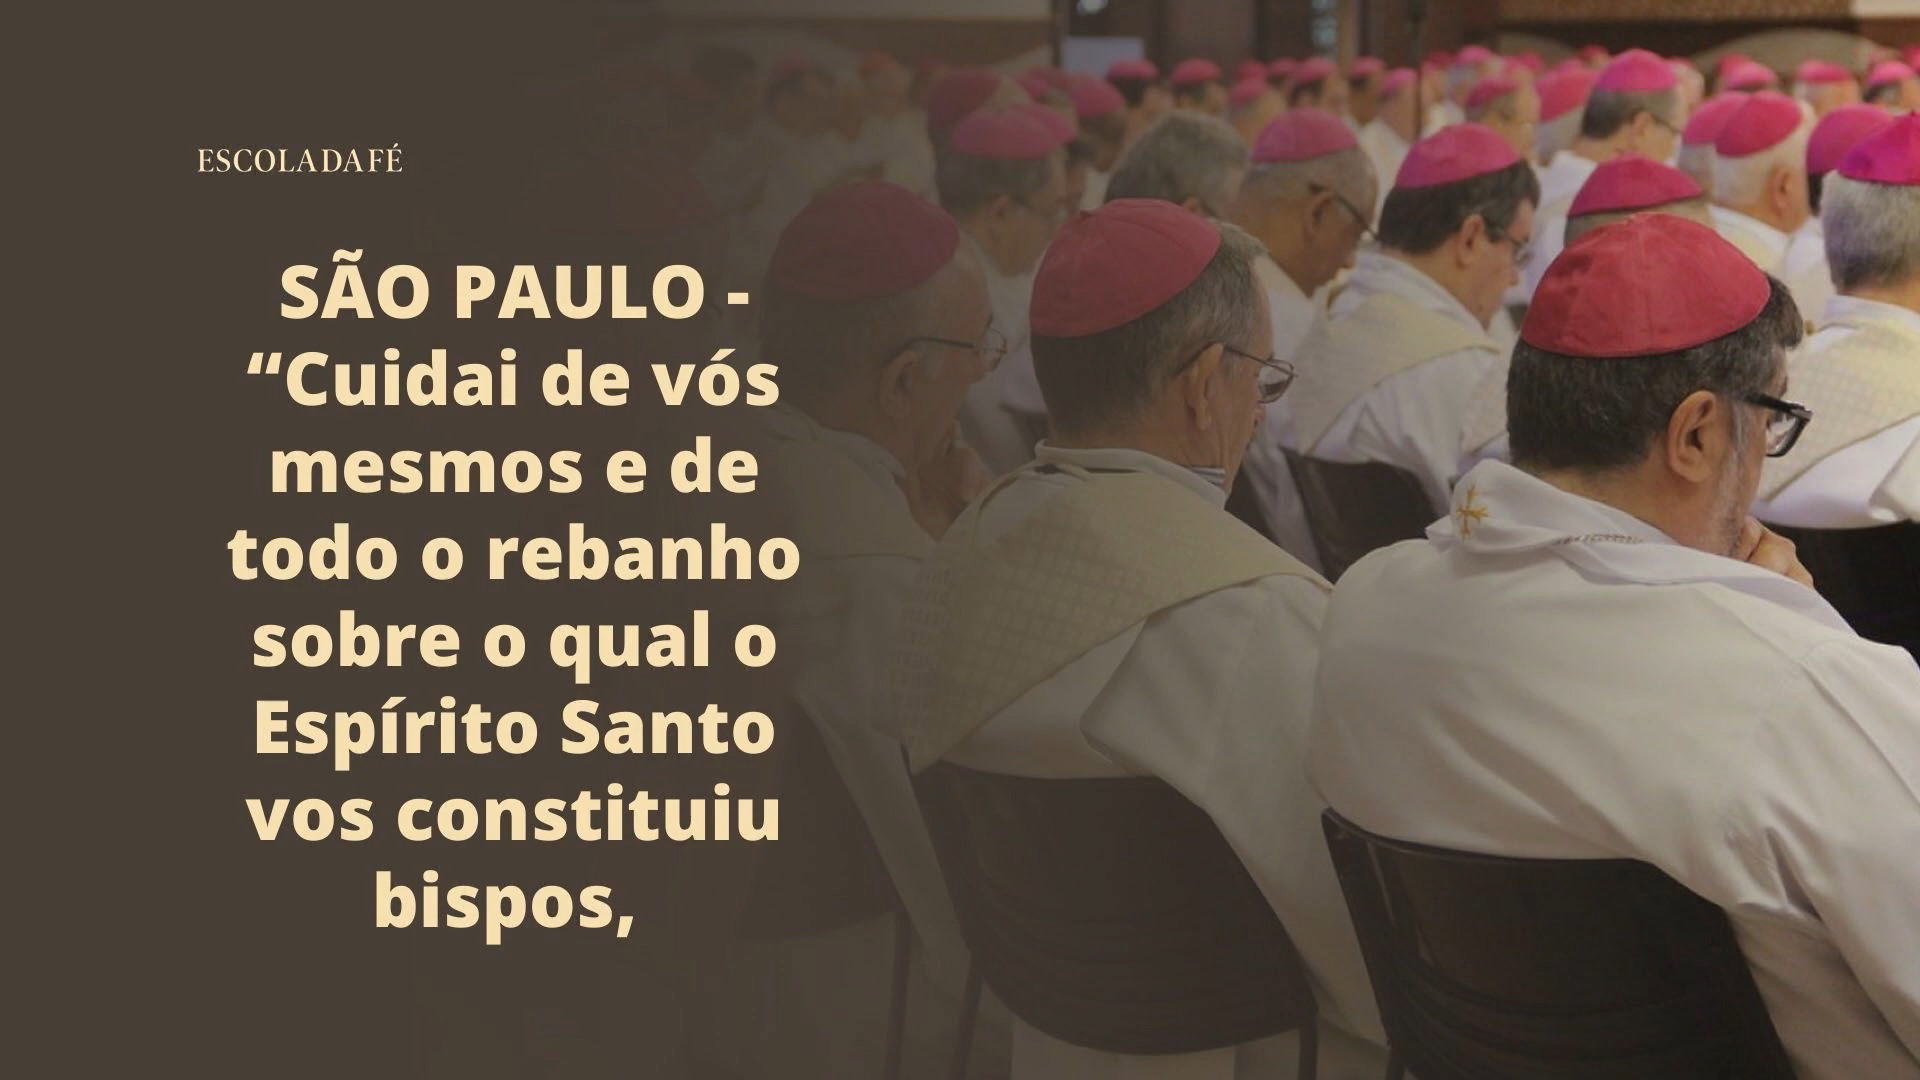 ESCOLADAFÉ
SÃO PAULO -
“Cuidai de vós
mesmos e de
todo o rebanho
sobre o qual o
Espírito Santo
vos constituiu
bispos,